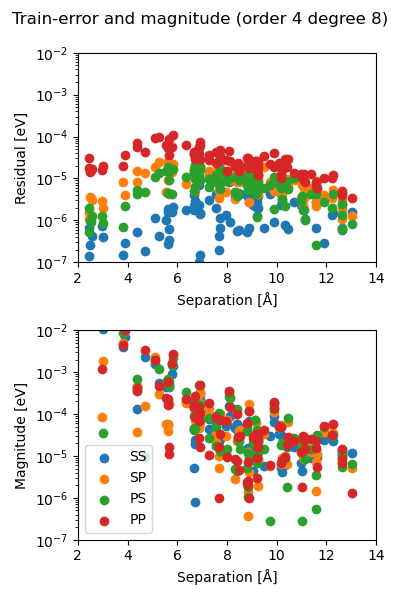 Train-error and magnitude (order 4 degree 8)
10⁻²
10⁻³
10⁻⁴
10⁻⁵
10⁻⁶
10⁻⁷
Residual [eV]
2 4 6 8 10 12 14
Separation [Å]
10⁻²
10⁻³
10⁻⁴
10⁻⁵
10⁻⁶
10⁻⁷
Magnitude [eV]
SS
SP
PS
PP
2 4 6 8 10 12 14
Separation [Å]